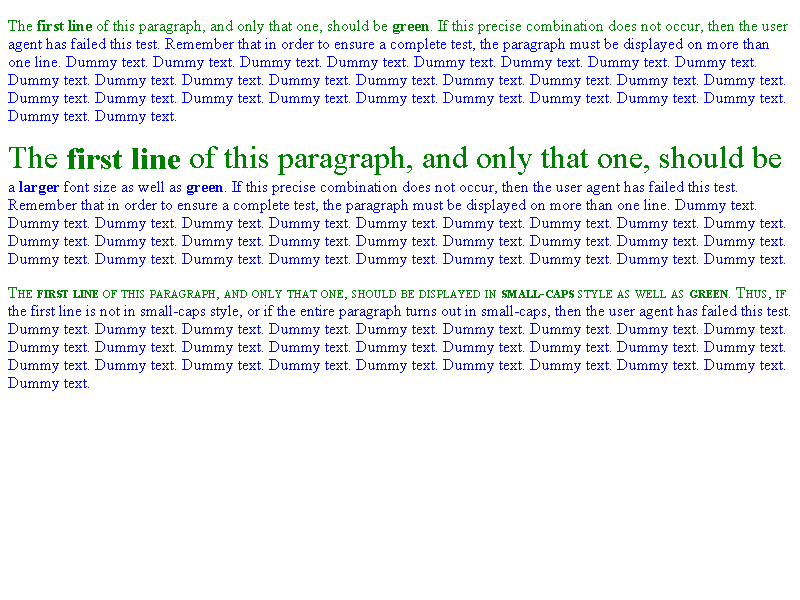 The first line of this paragraph, and only that one, should be green. If this precise combination does not occur, then the user
agent has failed this test. Remember that in order to ensure a complete test, the paragraph must be displayed on more than
one line. Dummy text. Dummy text. Dummy text. Dummy text. Dummy text. Dummy text. Dummy text. Dummy text.
Dummy text. Dummy text. Dummy text. Dummy text. Dummy text. Dummy text. Dummy text. Dummy text. Dummy text.
Dummy text. Dummy text. Dummy text. Dummy text. Dummy text. Dummy text. Dummy text. Dummy text. Dummy text.
Dummy text. Dummy text.
The first line of this paragraph, and only that one, should be
a larger font size as well as green. If this precise combination does not occur, then the user agent has failed this test.
Remember that in order to ensure a complete test, the paragraph must be displayed on more than one line. Dummy text.
Dummy text. Dummy text. Dummy text. Dummy text. Dummy text. Dummy text. Dummy text. Dummy text. Dummy text.
Dummy text. Dummy text. Dummy text. Dummy text. Dummy text. Dummy text. Dummy text. Dummy text. Dummy text.
Dummy text. Dummy text. Dummy text. Dummy text. Dummy text. Dummy text. Dummy text. Dummy text. Dummy text.
The first line of this paragraph, and only that one, should be displayed in small-caps style as well as green. Thus, if
the first line is not in small-caps style, or if the entire paragraph turns out in small-caps, then the user agent has failed this test.
Dummy text. Dummy text. Dummy text. Dummy text. Dummy text. Dummy text. Dummy text. Dummy text. Dummy text.
Dummy text. Dummy text. Dummy text. Dummy text. Dummy text. Dummy text. Dummy text. Dummy text. Dummy text.
Dummy text. Dummy text. Dummy text. Dummy text. Dummy text. Dummy text. Dummy text. Dummy text. Dummy text.
Dummy text.